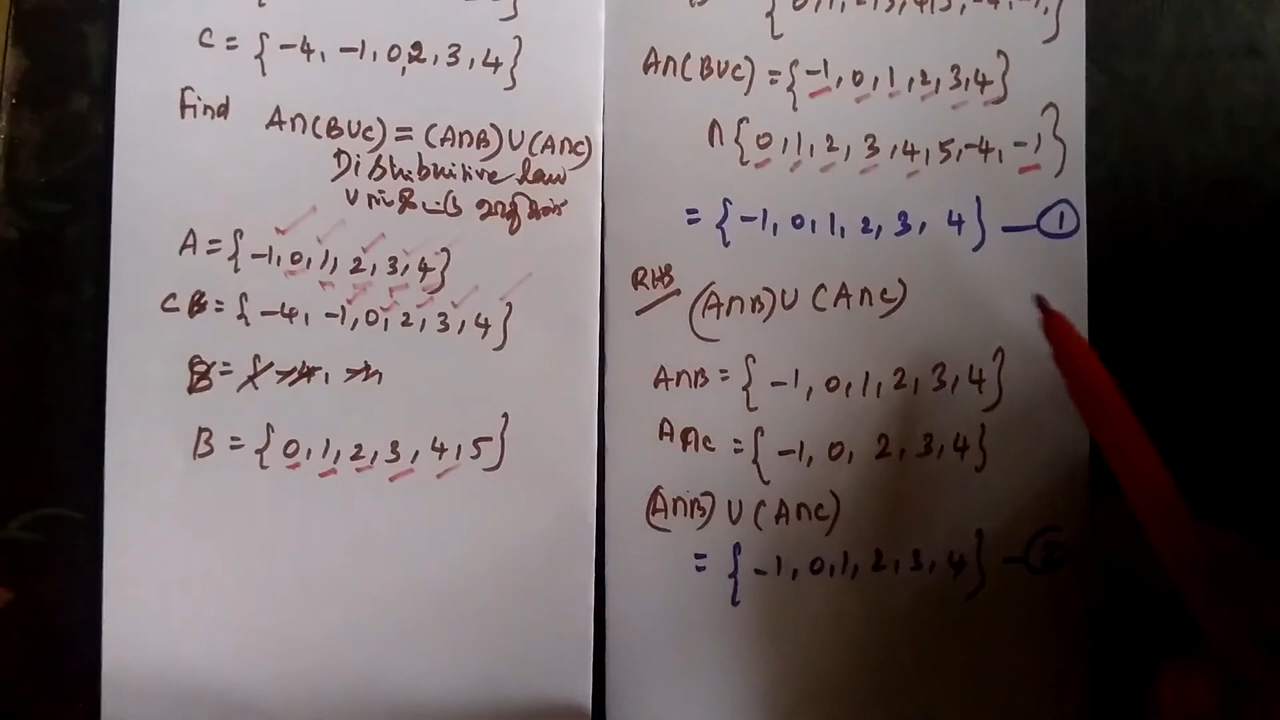 C = { -4, -1, 0, 2, 3, 4 }
Find A∩(B∪C) = (A∩B)∪(A∩C)
Distributive law
A = { -1, 0, 1, 2, 3, 4 }
C = { -4, -1, 0, 2, 3, 4 }
B = { 0, 1, 2, 3, 4, 5 }
A∩(B∪C) = { -1, 0, 1, 2, 3, 4 }
∩ { 0, 1, 2, 3, 4, 5, -4, -1 }
= { -1, 0, 1, 2, 3, 4 } — ①
RHS
(A∩B)∪(A∩C)
A∩B = { -1, 0, 1, 2, 3, 4 }
A∩C = { -1, 0, 2, 3, 4 }
(A∩B)∪(A∩C)
= { -1, 0, 1, 2, 3, 4 } — ②